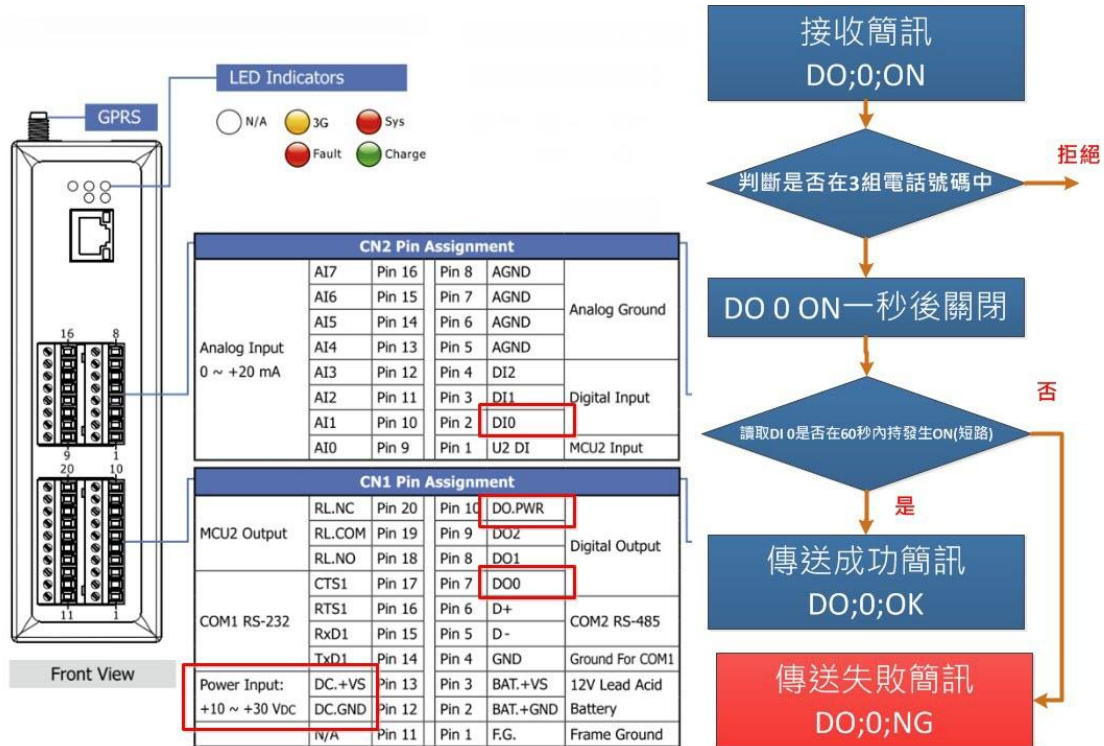 LED Indicators
GPRS
N/A
3G
Sys
Fault
Charge
16 8
9 1
20 10
11 1
Front View
CN2 Pin Assignment
AI7 Pin 16 Pin 8 AGND
AI6 Pin 15 Pin 7 AGND
Analog Ground
AI5 Pin 14 Pin 6 AGND
Analog Input AI4 Pin 13 Pin 5 AGND
0 ~ +20 mA AI3 Pin 12 Pin 4 DI2
AI2 Pin 11 Pin 3 DI1 Digital Input
AI1 Pin 10 Pin 2 DI0
AI0 Pin 9 Pin 1 U2 DI MCU2 Input
CN1 Pin Assignment
RL.NC Pin 20 Pin 10 DO.PWR
MCU2 Output RL.COM Pin 19 Pin 9 DO2
Digital Output
RL.NO Pin 18 Pin 8 DO1
CTS1 Pin 17 Pin 7 DO0
RTS1 Pin 16 Pin 6 D+
COM1 RS-232 COM2 RS-485
RxD1 Pin 15 Pin 5 D-
TxD1 Pin 14 Pin 4 GND Ground For COM1
Power Input: DC.+VS Pin 13 Pin 3 BAT.+VS 12V Lead Acid
+10 ~ +30 VDC DC.GND Pin 12 Pin 2 BAT.+GND Battery
N/A Pin 11 Pin 1 F.G. Frame Ground
接收簡訊
DO;0;ON
判斷是否在3組電話號碼中
拒絕
DO 0 ON一秒後關閉
讀取DI 0是否在60秒內持發生ON(短路)
否
是
傳送成功簡訊
DO;0;OK
傳送失敗簡訊
DO;0;NG